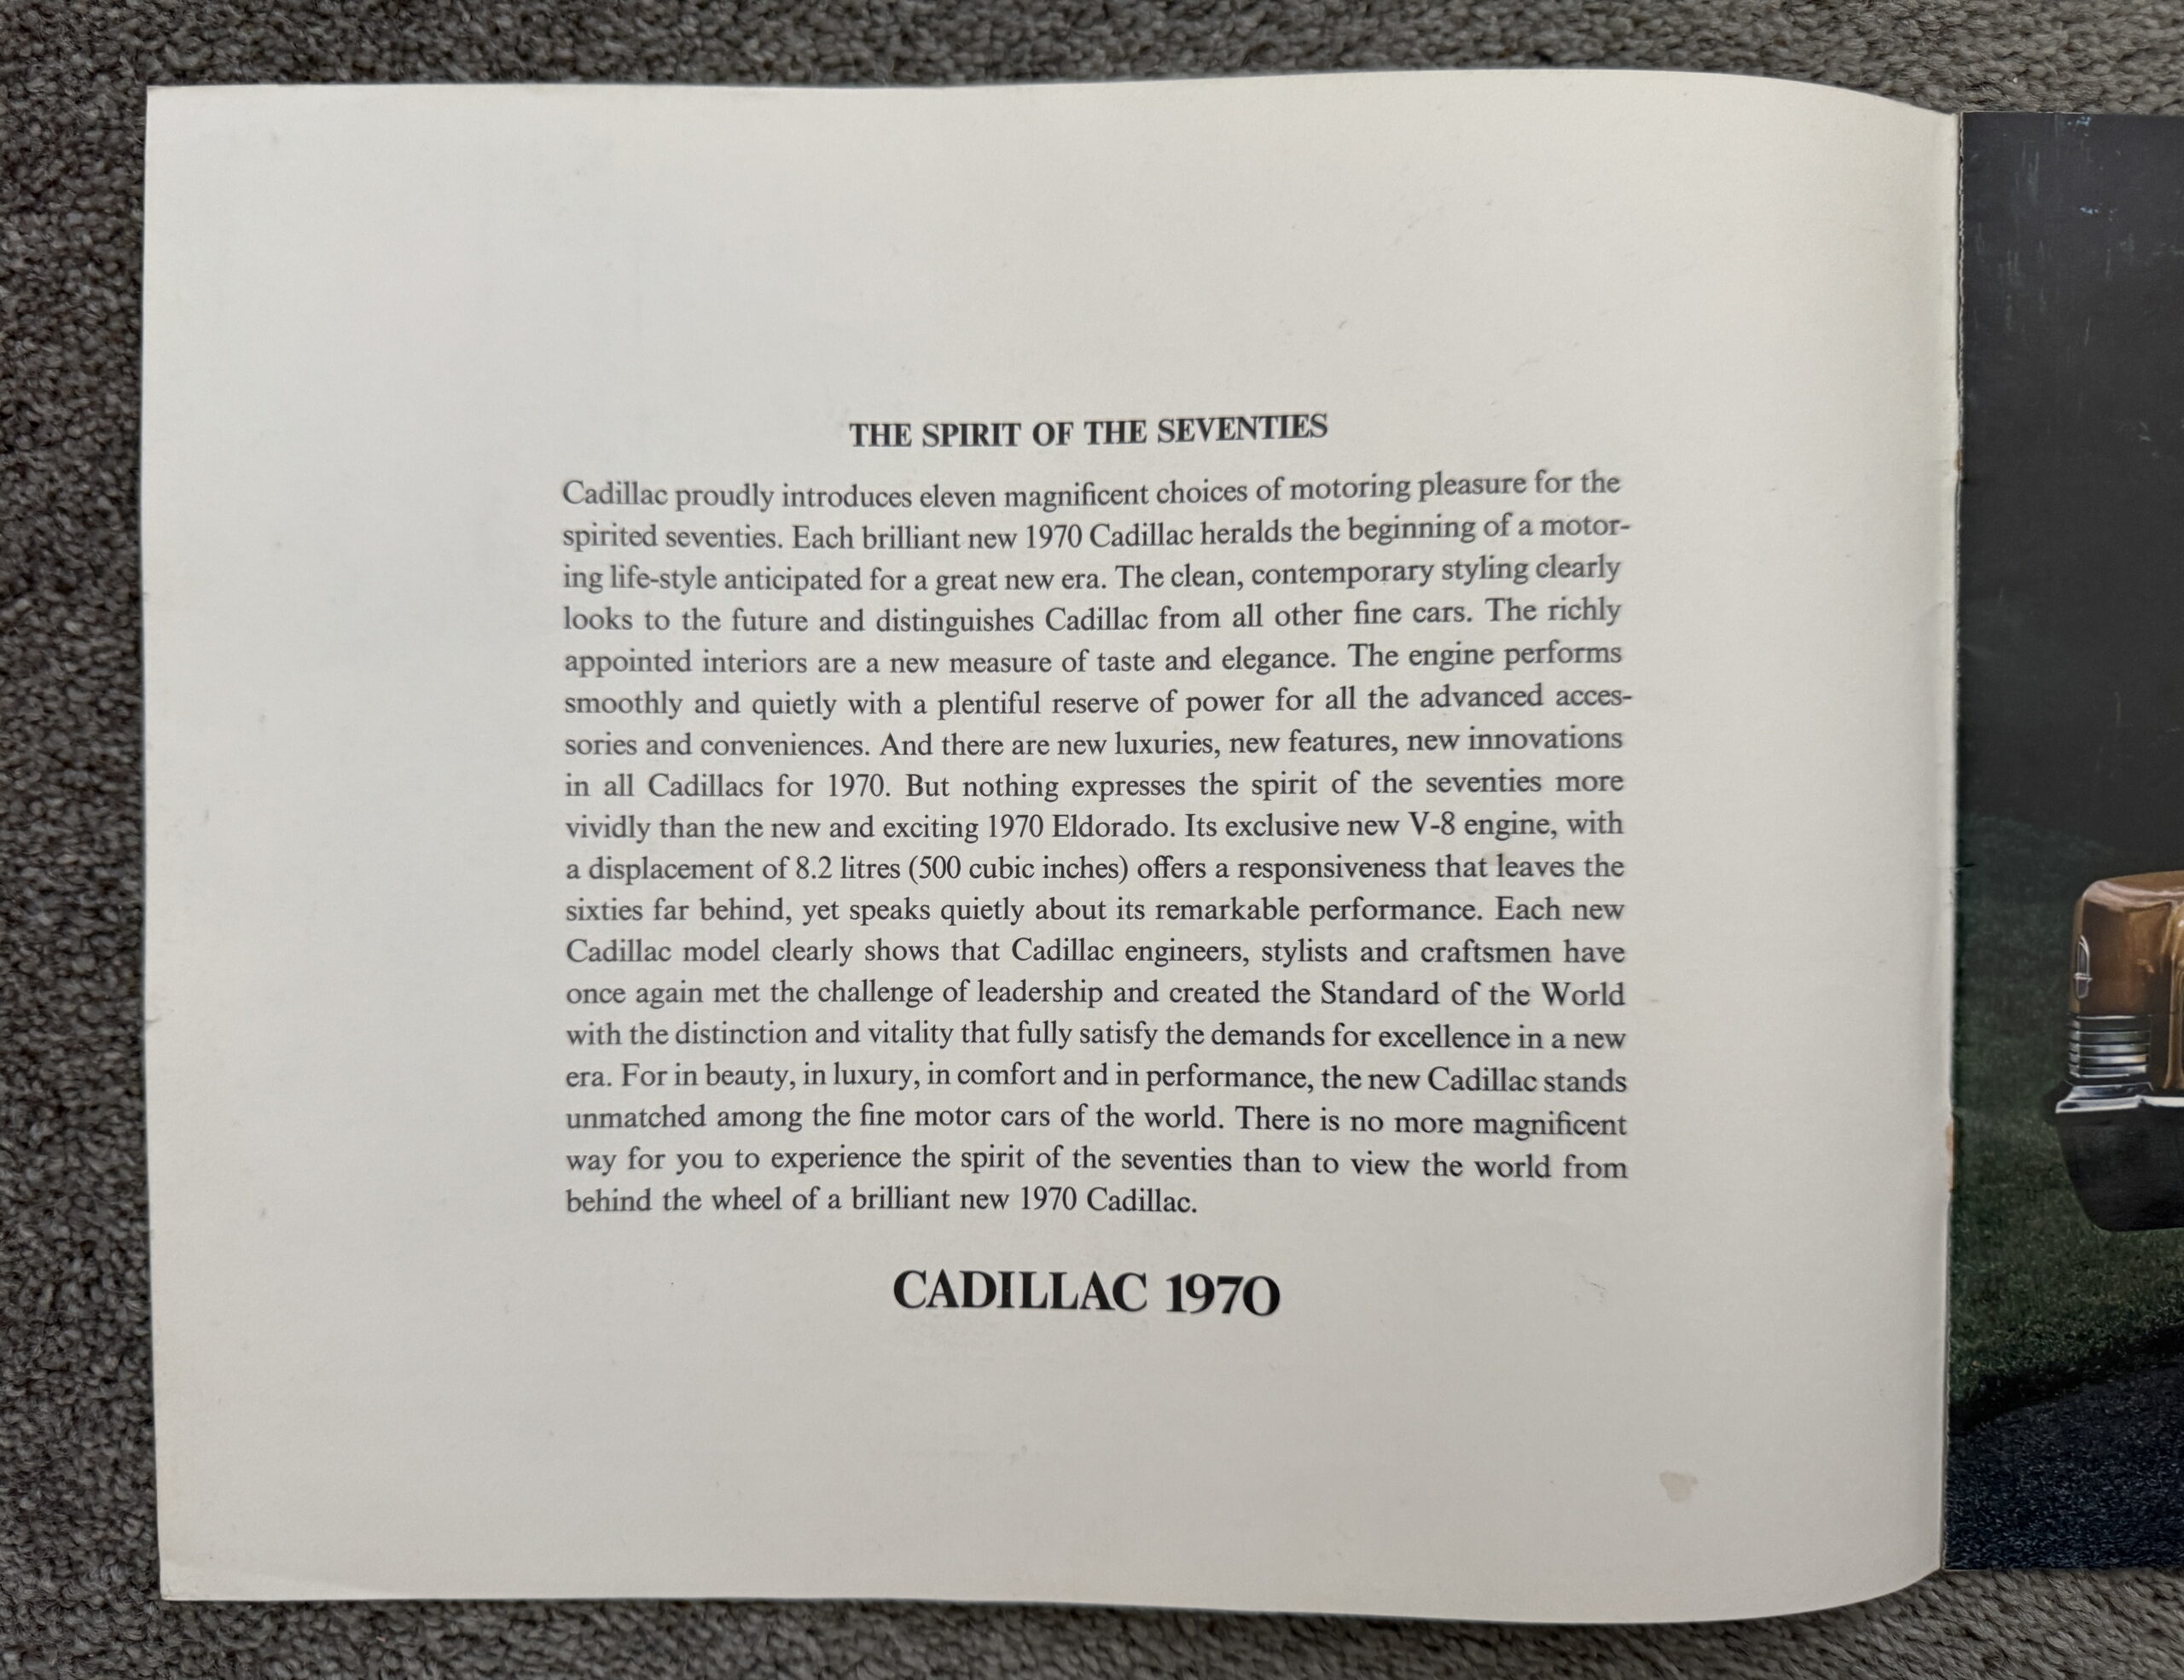 THE SPIRIT OF THE SEVENTIES
Cadillac proudly introduces eleven magnificent choices of motoring pleasure for the
spirited seventies. Each brilliant new 1970 Cadillac heralds the beginning of a motor-
ing life-style anticipated for a great new era. The clean, contemporary styling clearly
looks to the future and distinguishes Cadillac from all other fine cars. The richly
appointed interiors are a new measure of taste and elegance. The engine performs
smoothly and quietly with a plentiful reserve of power for all the advanced acces-
sories and conveniences. And there are new luxuries, new features, new innovations
in all Cadillacs for 1970. But nothing expresses the spirit of the seventies more
vividly than the new and exciting 1970 Eldorado. Its exclusive new V-8 engine, with
a displacement of 8.2 litres (500 cubic inches) offers a responsiveness that leaves the
sixties far behind, yet speaks quietly about its remarkable performance. Each new
Cadillac model clearly shows that Cadillac engineers, stylists and craftsmen have
once again met the challenge of leadership and created the Standard of the World
with the distinction and vitality that fully satisfy the demands for excellence in a new
era. For in beauty, in luxury, in comfort and in performance, the new Cadillac stands
unmatched among the fine motor cars of the world. There is no more magnificent
way for you to experience the spirit of the seventies than to view the world from
behind the wheel of a brilliant new 1970 Cadillac.
CADILLAC 1970